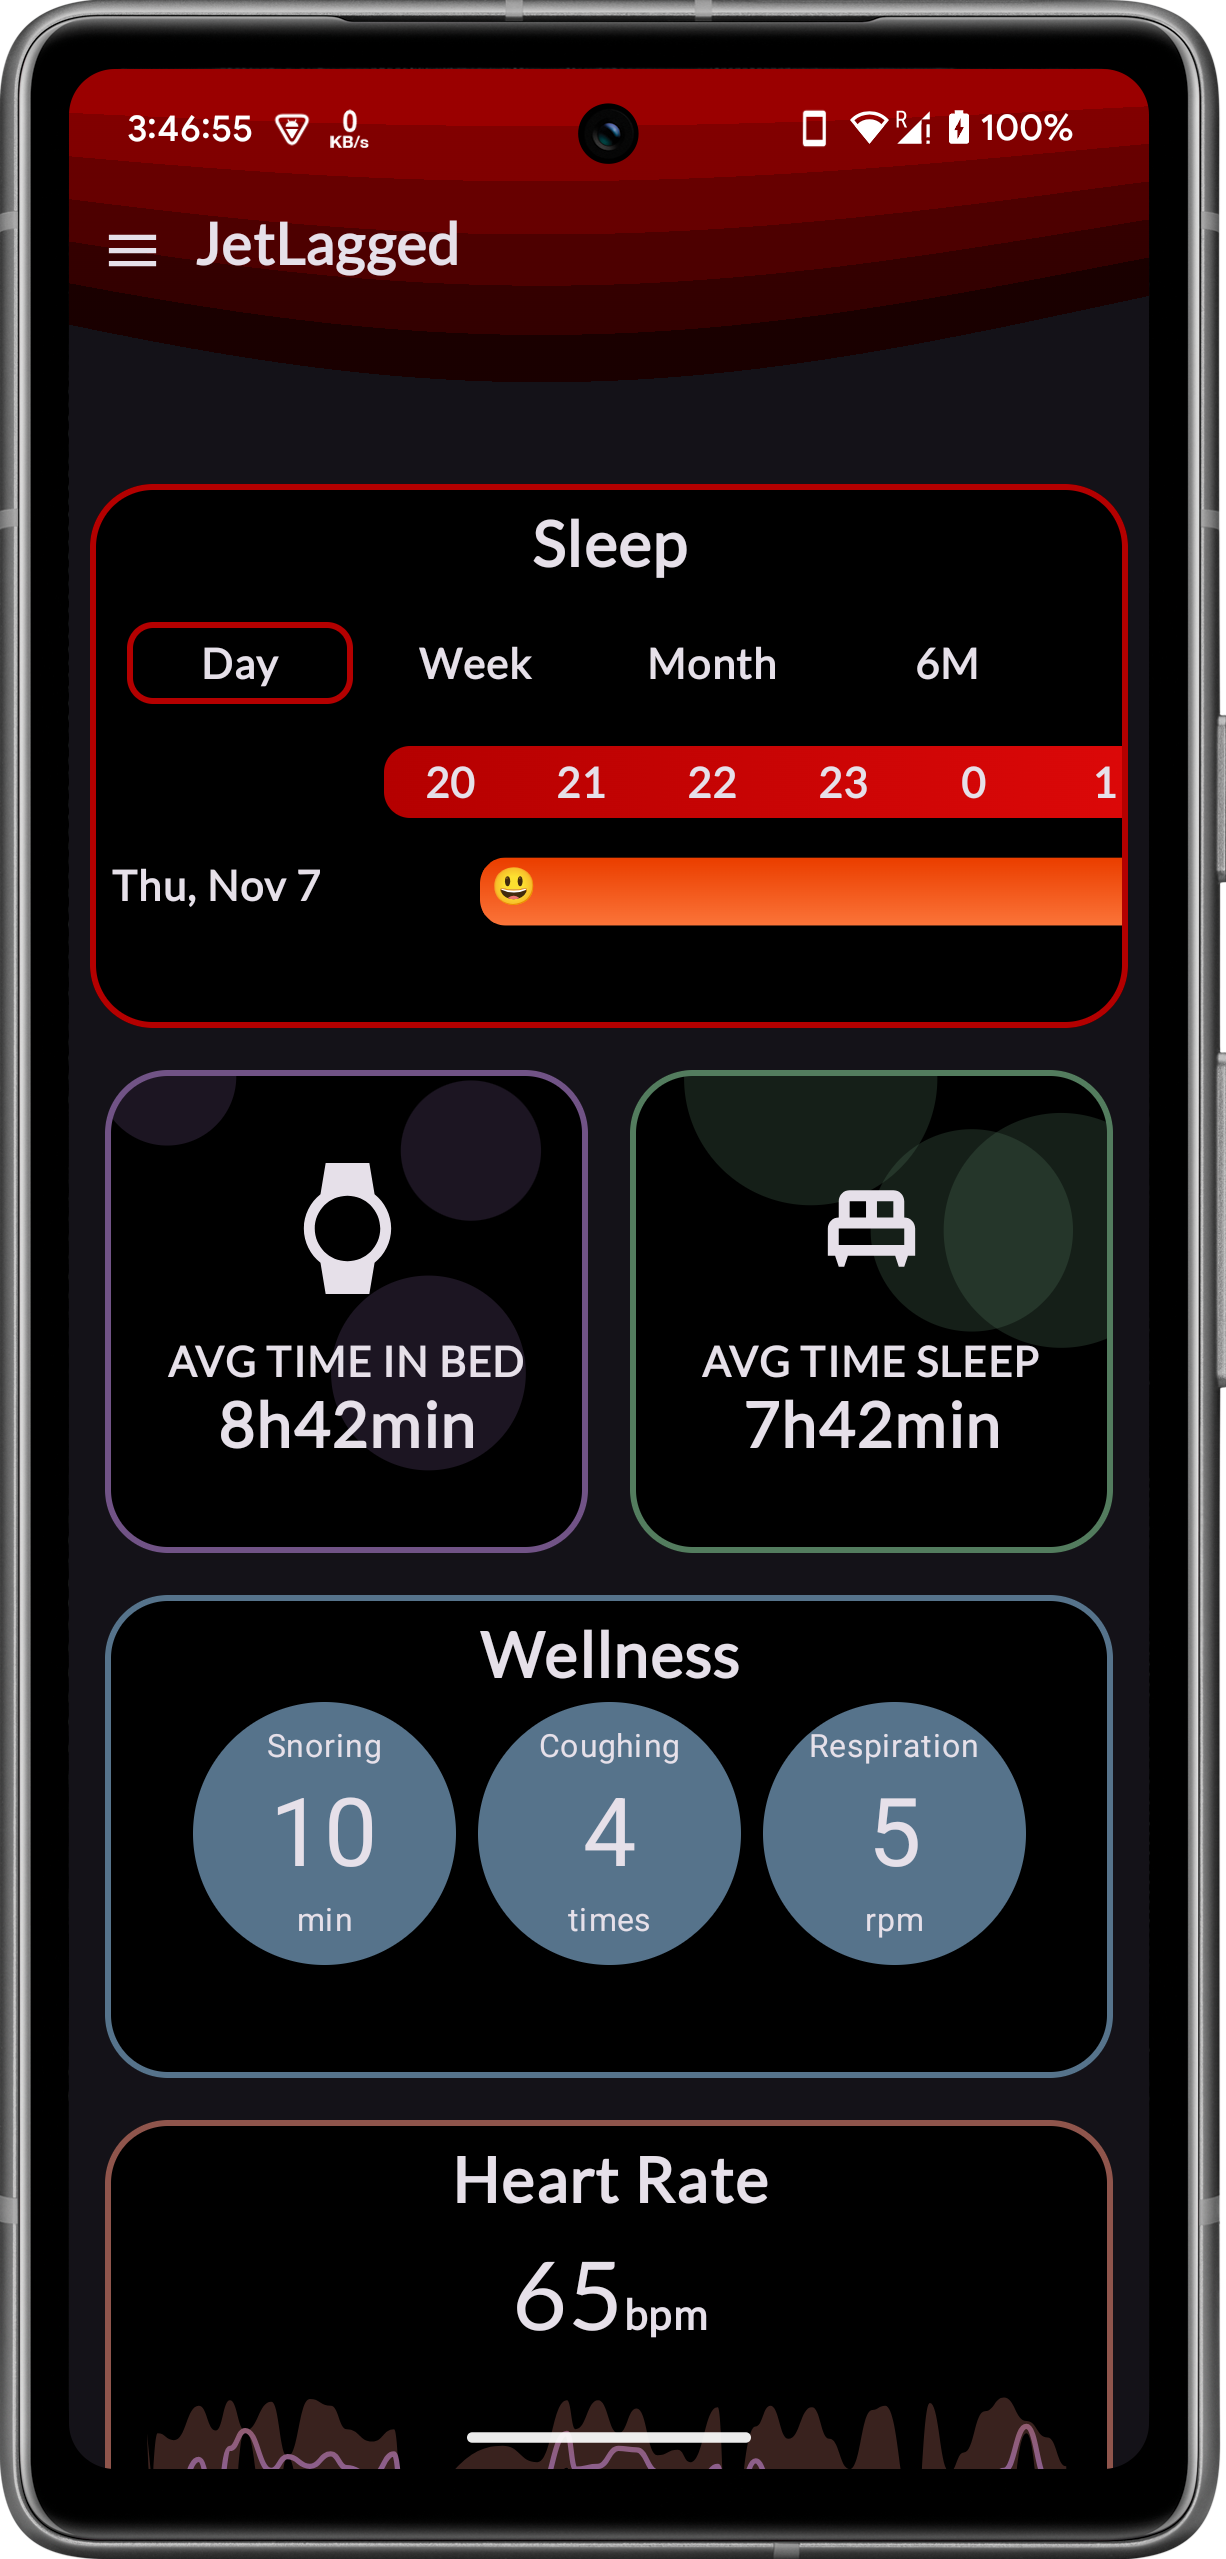 3:46:55 0 KB/s R 100%
JetLagged
Sleep
Day Week Month 6M
20 21 22 23 0 1
Thu, Nov 7
AVG TIME IN BED
8h42min
AVG TIME SLEEP
7h42min
Wellness
Snoring
10
min
Coughing
4
times
Respiration
5
rpm
Heart Rate
65bpm